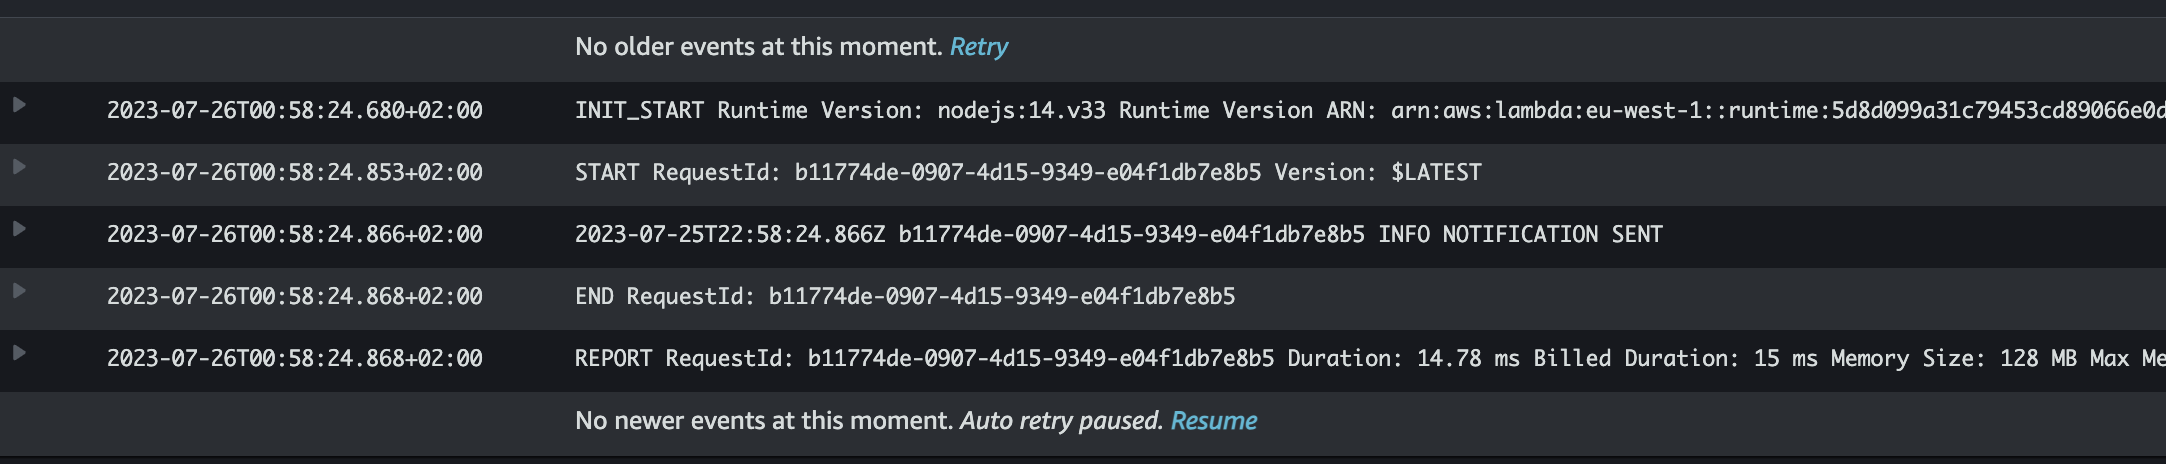 No older events at this moment. Retry
2023-07-26T00:58:24.680+02:00 INIT_START Runtime Version: nodejs:14.v33 Runtime Version ARN: arn:aws:lambda:eu-west-1::runtime:5d8d099a31c79453cd89066e0d
2023-07-26T00:58:24.853+02:00 START RequestId: b11774de-0907-4d15-9349-e04f1db7e8b5 Version: $LATEST
2023-07-26T00:58:24.866+02:00 2023-07-25T22:58:24.866Z b11774de-0907-4d15-9349-e04f1db7e8b5 INFO NOTIFICATION SENT
2023-07-26T00:58:24.868+02:00 END RequestId: b11774de-0907-4d15-9349-e04f1db7e8b5
2023-07-26T00:58:24.868+02:00 REPORT RequestId: b11774de-0907-4d15-9349-e04f1db7e8b5 Duration: 14.78 ms Billed Duration: 15 ms Memory Size: 128 MB Max Me
No newer events at this moment. Auto retry paused. Resume